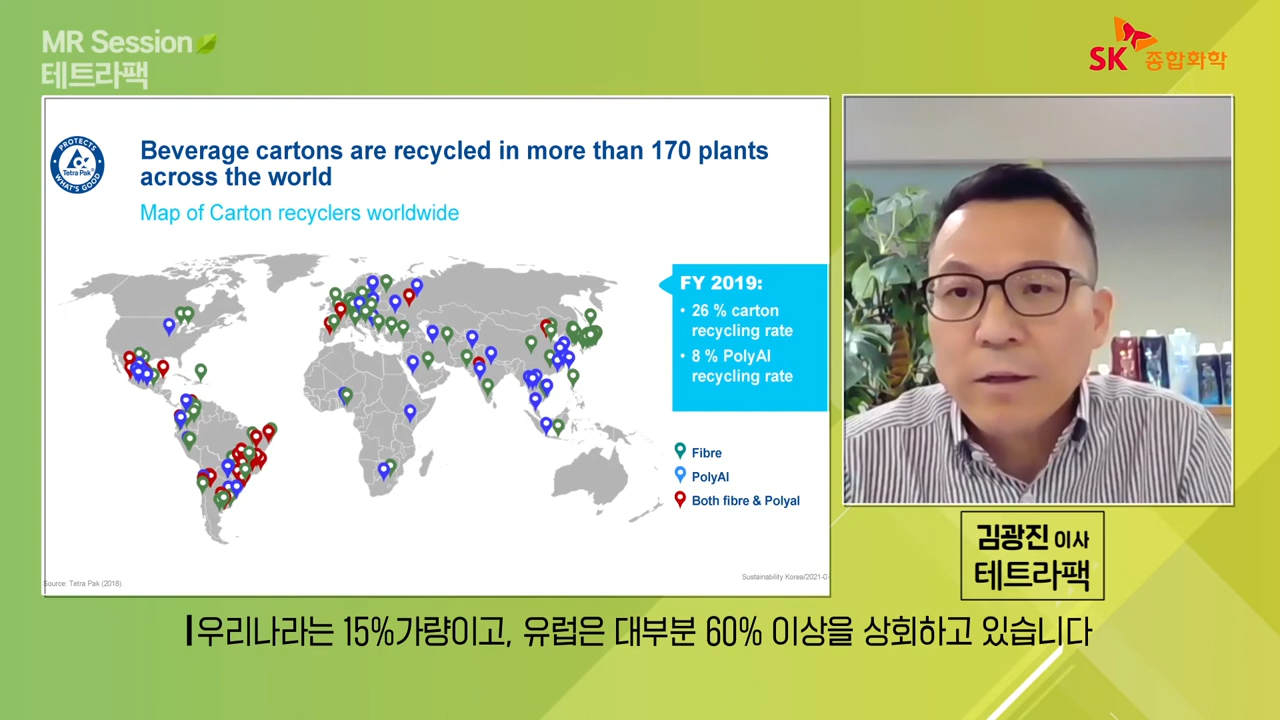 MR Session
테트라팩
SK 종합화학
PROTECTS
Tetra Pak
WHAT'S GOOD
Beverage cartons are recycled in more than 170 plants
across the world
Map of Carton recyclers worldwide
FY 2019:
• 26 % carton
recycling rate
• 8 % PolyAl
recycling rate
Fibre
PolyAl
Both fibre & Polyal
Source: Tetra Pak (2018).
Sustainability Korea/2021-0
김광진 이사
테트라팩
우리나라는 15%가량이고, 유럽은 대부분 60% 이상을 상회하고 있습니다